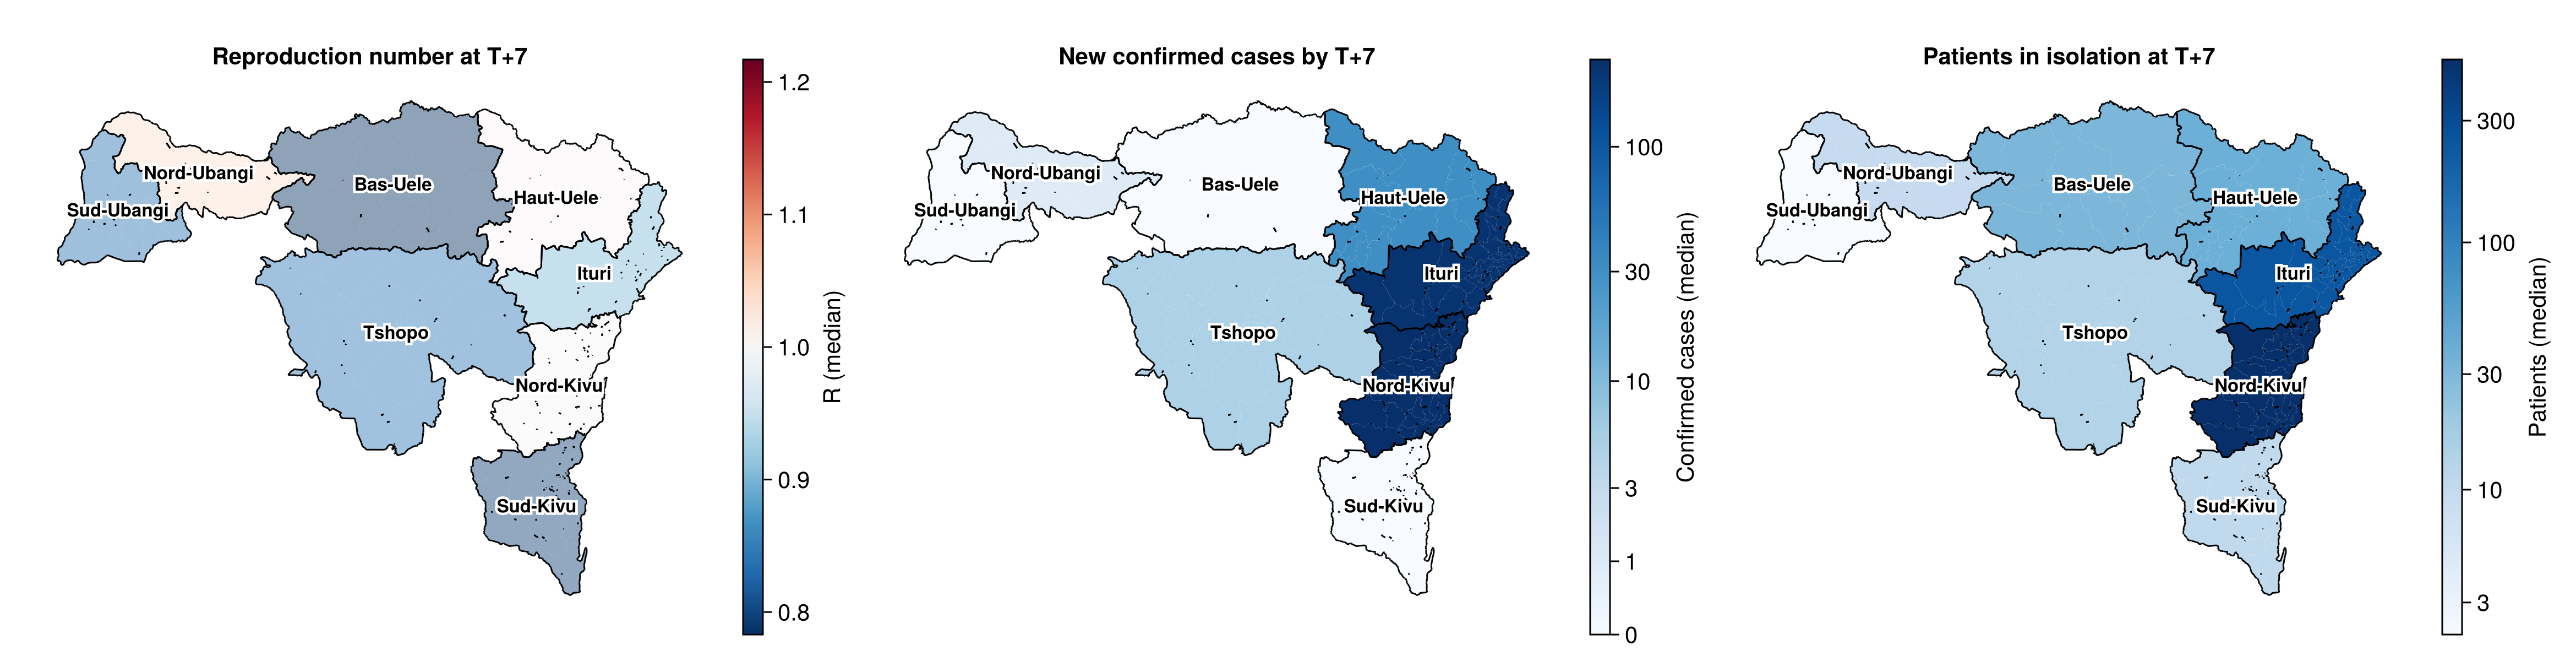 Reproduction number at T+7
Nord-Ubangi
Bas-Uele
Haut-Uele
Sud-Ubangi
Ituri
Tshopo
Nord-Kivu
Sud-Kivu
1.2
1.1
1.0
0.9
0.8
R (median)
New confirmed cases by T+7
Nord-Ubangi
Bas-Uele
Haut-Uele
Sud-Ubangi
Ituri
Tshopo
Nord-Kivu
Sud-Kivu
100
30
10
3
1
0
Confirmed cases (median)
Patients in isolation at T+7
Nord-Ubangi
Bas-Uele
Haut-Uele
Sud-Ubangi
Ituri
Tshopo
Nord-Kivu
Sud-Kivu
300
100
30
10
3
Patients (median)